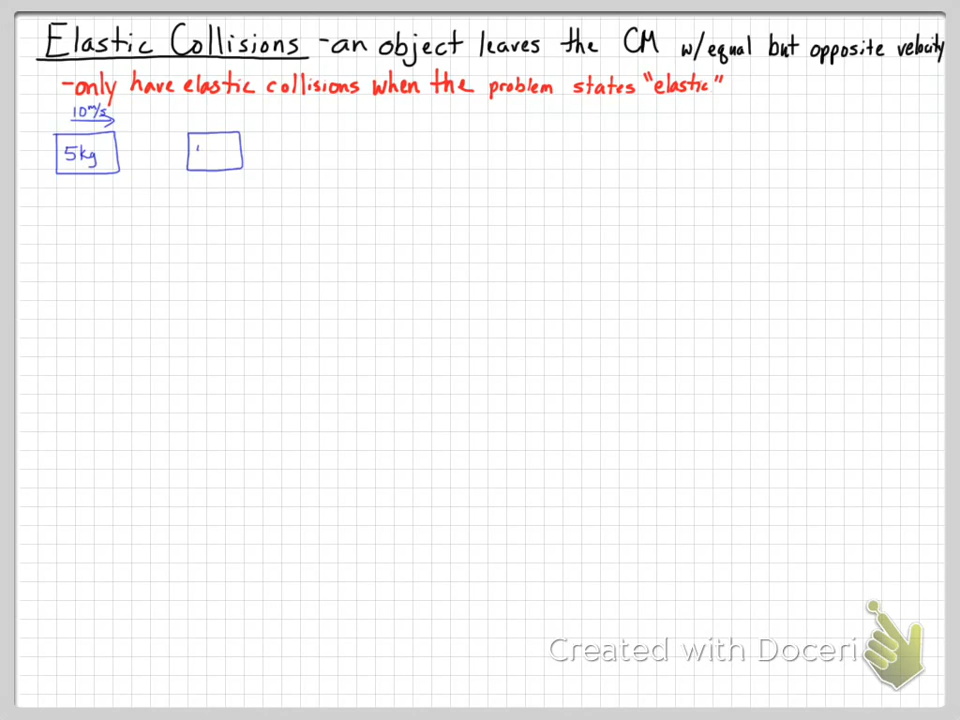 Elastic Collisions - an object leaves the CM w/equal but opposite velocity
- only have elastic collisions when the problem states "elastic"
10 m/s
5kg
Created with Doceri